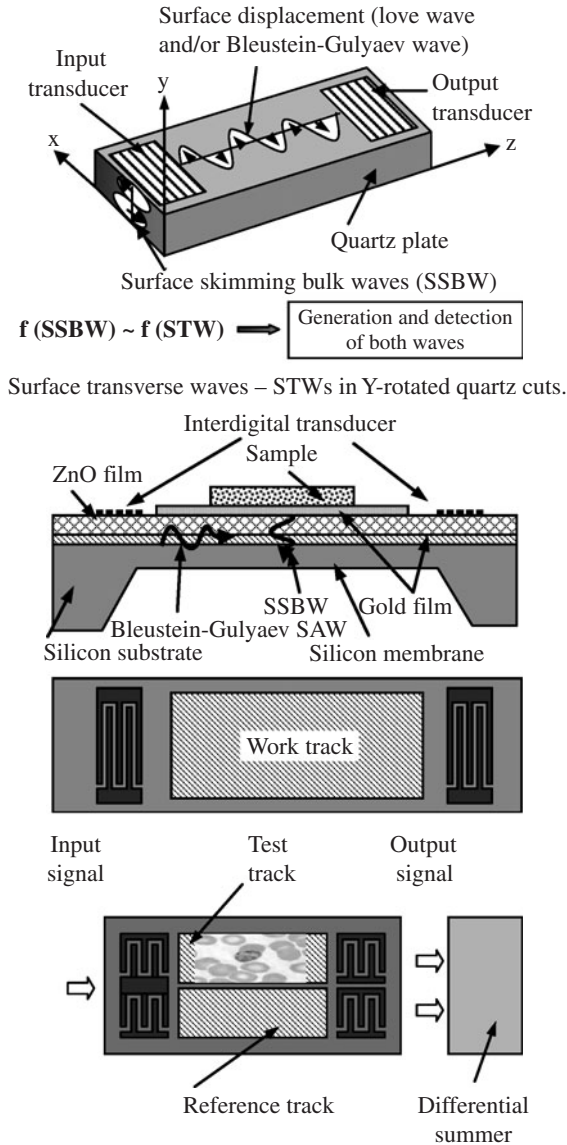 Surface displacement (love wave
and/or Bleustein-Gulyaev wave)
Input
transducer
y
Output
transducer
x
z
Quartz plate
Surface skimming bulk waves (SSBW)
f (SSBW) ~ f (STW)
Generation and detection
of both waves
Surface transverse waves – STWs in Y-rotated quartz cuts.
Interdigital transducer
Sample
ZnO film
SSBW
Gold film
Bleustein-Gulyaev SAW
Silicon substrate
Silicon membrane
Work track
Input
signal
Test
track
Output
signal
Reference track
Differential
summer